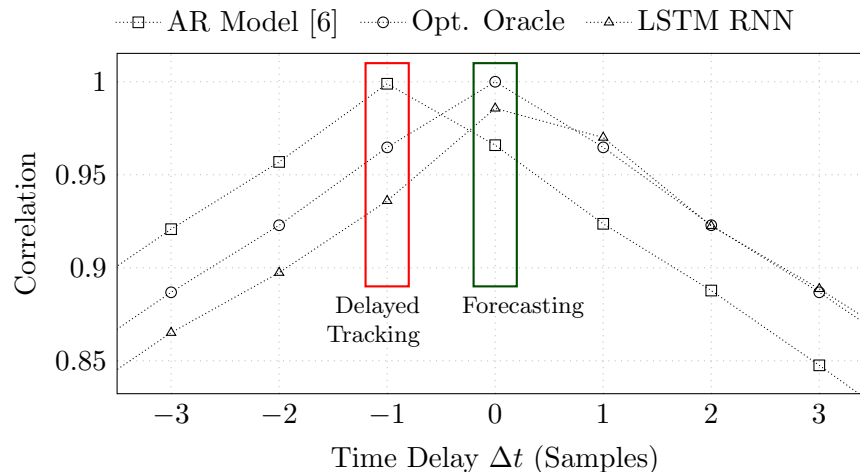 AR Model [6] Opt. Oracle LSTM RNN
1
0.95
0.9
0.85
Correlation
Delayed
Tracking
Forecasting
−3 −2 −1 0 1 2 3
Time Delay Δt (Samples)